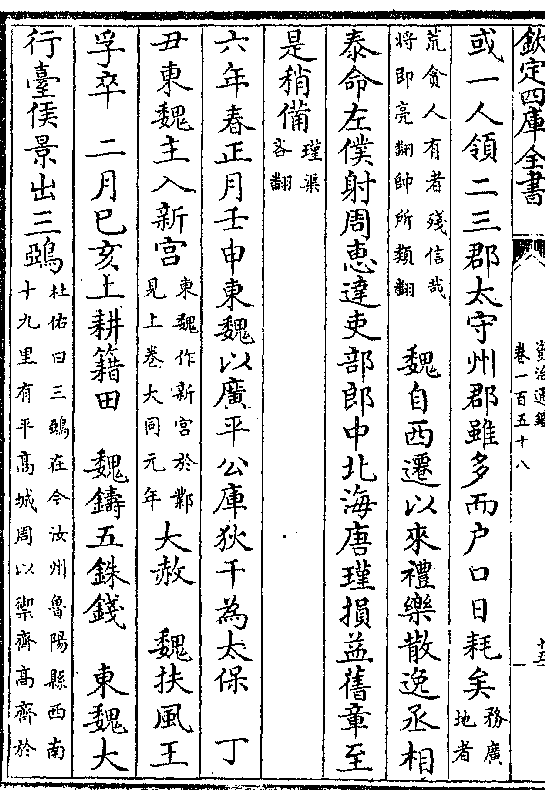 欽定四庫全書
資治通鑑
卷一百五十八
十五
或一人領二三郡太守州郡雖多而户口日耗矣務廣地者
荒貪人有者殘信哉將即亮翻帥所類翻 魏自西遷以來禮樂散逸丞相
泰命左僕射周惠達吏部郎中北海唐瑾損益舊章至
是稍備瑾渠吝翻
六年春正月壬申東魏以廣平公庫狄干為太保 丁
丑東魏主入新宫東魏作新宫於鄴見上卷大同元年大赦 魏扶風王
孚卒 二月己亥上耕籍田 魏鑄五銖錢 東魏大
行臺侯景出三鵶杜佑曰三鵶在今汝州魯陽縣西南十九里有平高城周以禦齊高齊於